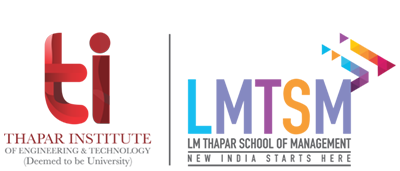 ti
THAPAR INSTITUTE
OF ENGINEERING & TECHNOLOGY
(Deemed to be University)
LMTSM
LM THAPAR SCHOOL OF MANAGEMENT
NEW INDIA STARTS HERE